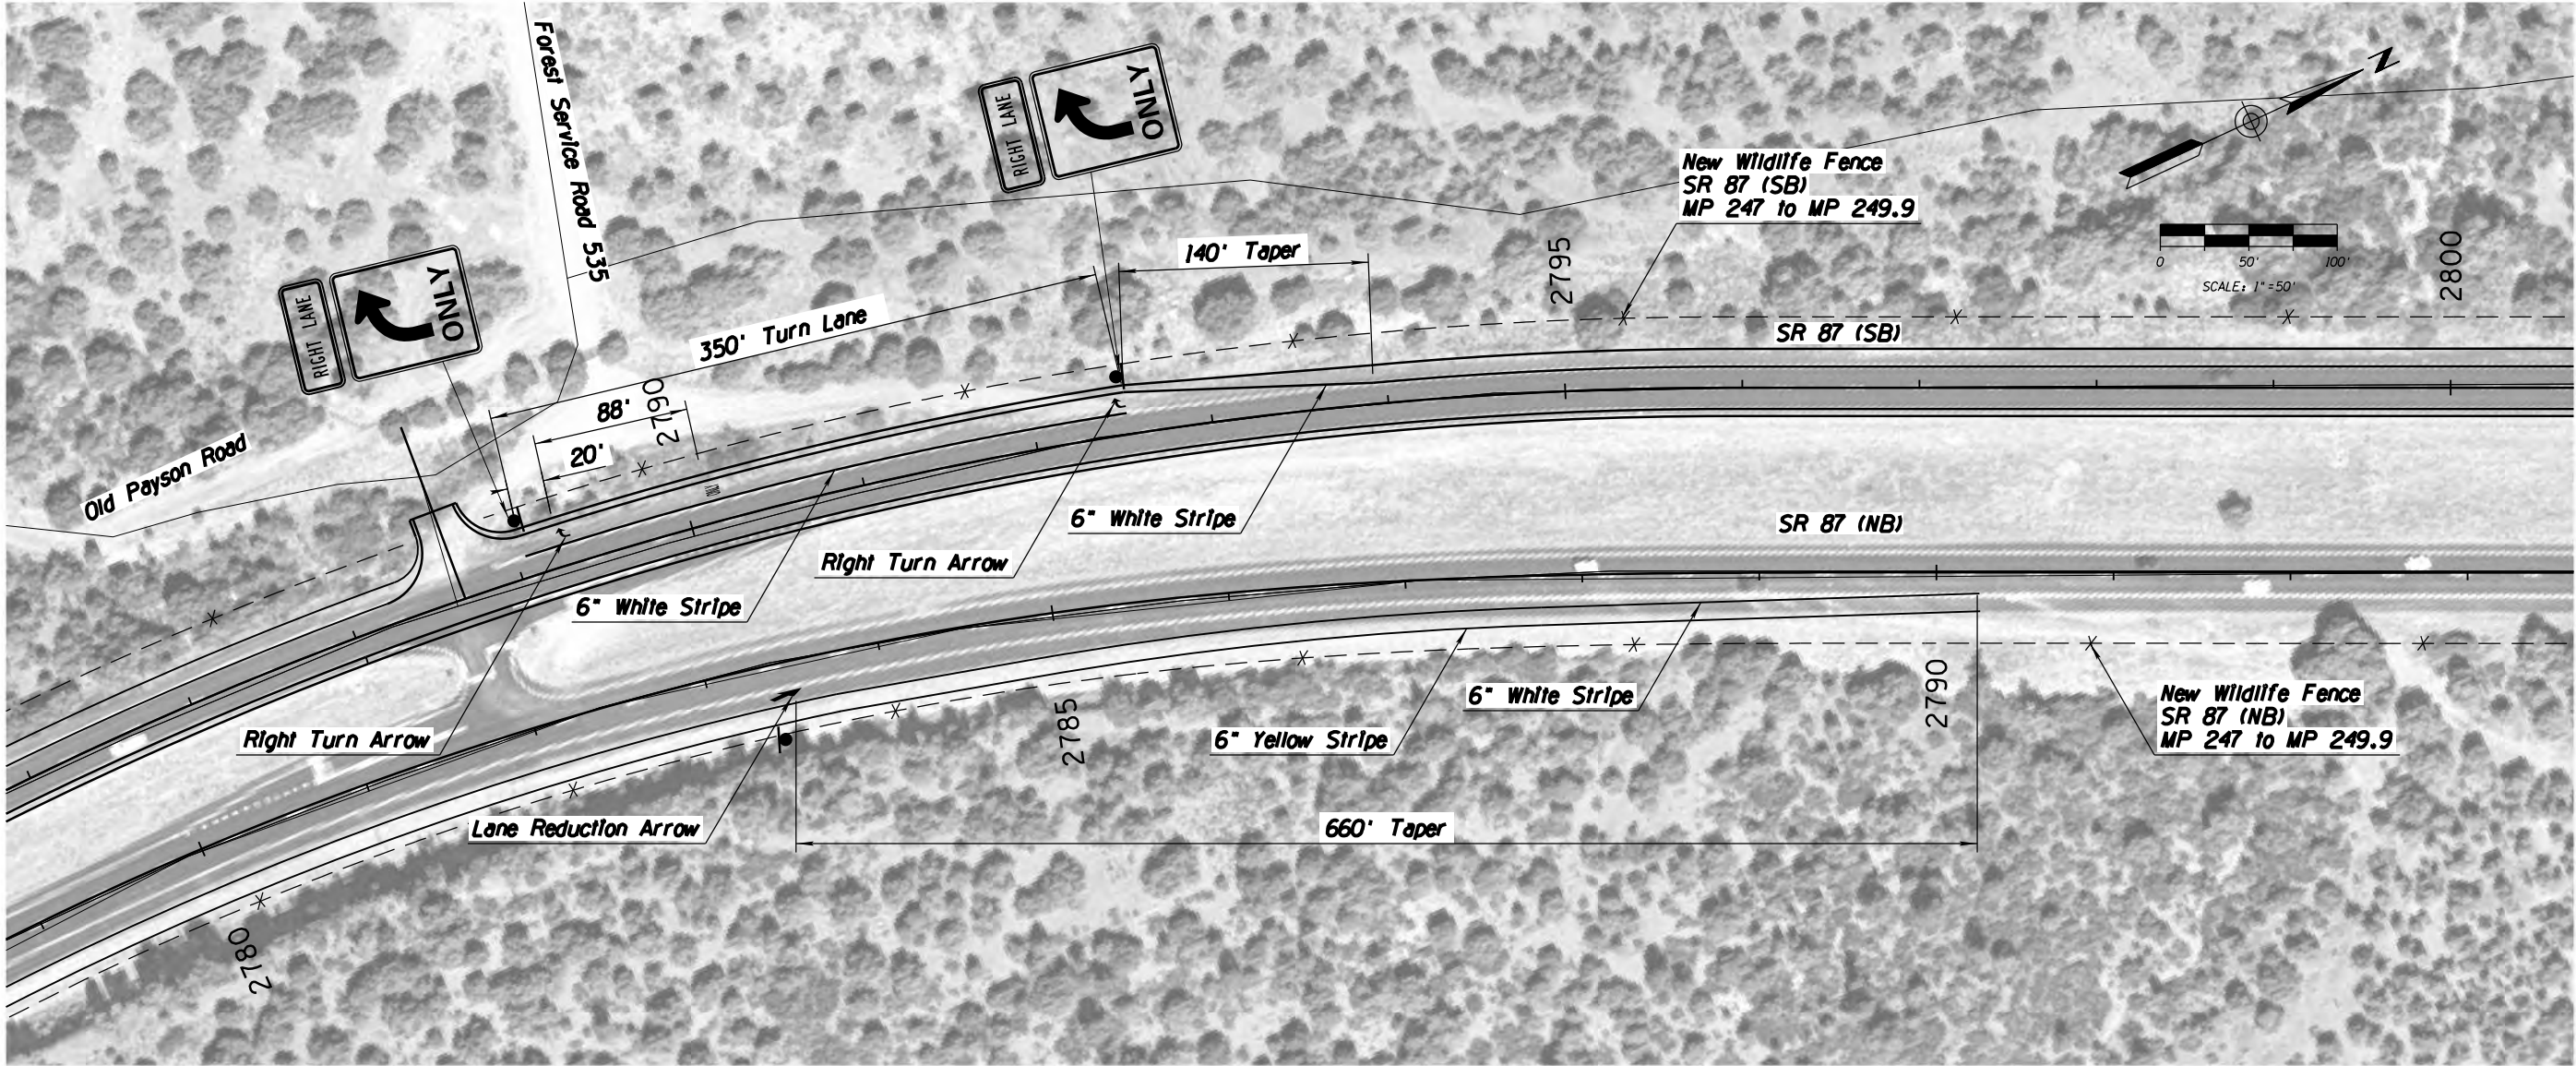 Forest Service Road 535
RIGHT LANE
ONLY
RIGHT LANE
ONLY
N
New Wildlife Fence
SR 87 (SB)
MP 247 to MP 249.9
0 50' 100'
SCALE: 1" = 50'
140' Taper
2795
2800
350' Turn Lane
SR 87 (SB)
88'
2790
20'
Old Payson Road
ONLY
6" White Stripe
SR 87 (NB)
Right Turn Arrow
6" White Stripe
Right Turn Arrow
2785
6" White Stripe
6" Yellow Stripe
2790
New Wildlife Fence
SR 87 (NB)
MP 247 to MP 249.9
Lane Reduction Arrow
660' Taper
2780